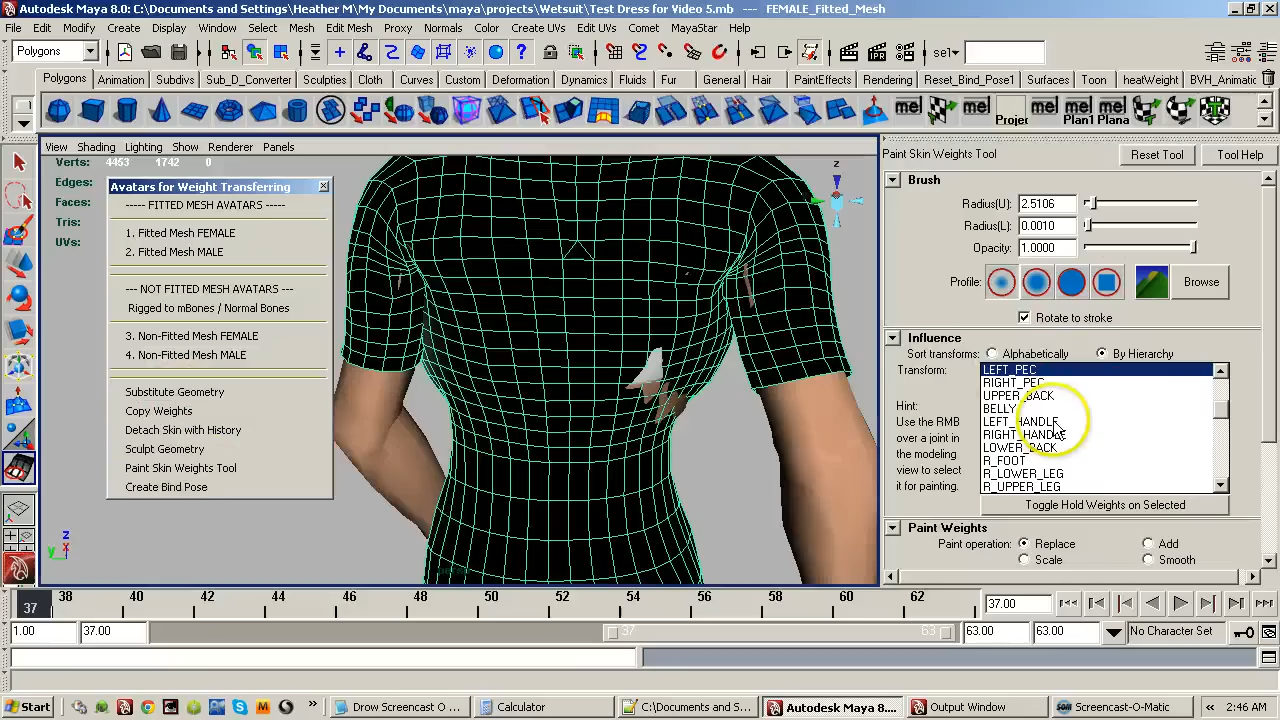 Autodesk Maya 8.0: C:\Documents and Settings\Heather M\My Documents\maya\projects\Wetsuit\Test Dress for Video 5.mb --- FEMALE_Fitted_Mesh
File Edit Modify Create Display Window Select Mesh Edit Mesh Proxy Normals Color Create UVs Edit UVs Comet MayaStar Help
Polygons sel
Polygons Animation Subdivs Sub_D_Converter Sculpties Cloth Curves Custom Deformation Dynamics Fluids Fur General Hair PaintEffects Rendering Reset_Bind_Pose1 Surfaces Toon heatWeight BVH_Animatic
mel mel Projec mel Plan1 mel Plana mel
View Shading Lighting Show Renderer Panels
Verts: 4453 1742 0
Edges:
Faces:
Tris:
UVs:
Avatars for Weight Transferring
----- FITTED MESH AVATARS -----
1. Fitted Mesh FEMALE
2. Fitted Mesh MALE
--- NOT FITTED MESH AVATARS ---
Rigged to mBones / Normal Bones
3. Non-Fitted Mesh FEMALE
4. Non-Fitted Mesh MALE
Substitute Geometry
Copy Weights
Detach Skin with History
Sculpt Geometry
Paint Skin Weights Tool
Create Bind Pose
z
z
y x
Paint Skin Weights Tool Reset Tool Tool Help
Brush
Radius(U): 2.5106
Radius(L): 0.0010
Opacity: 1.0000
Profile: Browse
Rotate to stroke
Influence
Sort transforms: Alphabetically By Hierarchy
Transform: LEFT_PEC
RIGHT_PEC
UPPER_BACK
BELLY
LEFT_HANDLE
RIGHT_HANDLE
LOWER_BACK
R_FOOT
R_LOWER_LEG
R_UPPER_LEG
Hint:
Use the RMB
over a joint in
the modeling
view to select
it for painting.
Toggle Hold Weights on Selected
Paint Weights
Paint operation: Replace Add
Scale Smooth
37 38 40 42 44 46 48 50 52 54 56 58 60 62 37.00
1.00 37.00 37 63 63.00 63.00 No Character Set
Start Drow Screencast O ... Calculator C:\Documents and S... Autodesk Maya 8.... Output Window Screencast-O-Matic 2:46 AM